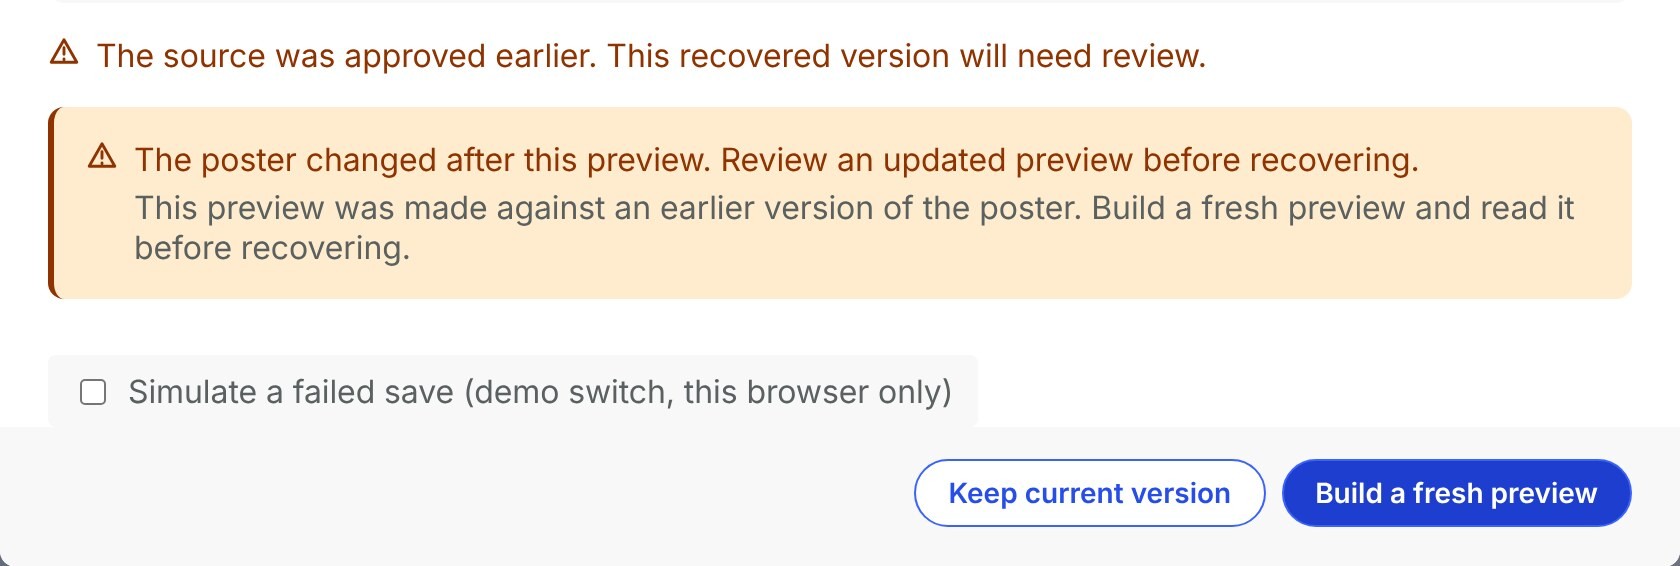 The source was approved earlier. This recovered version will need review.
The poster changed after this preview. Review an updated preview before recovering.
This preview was made against an earlier version of the poster. Build a fresh preview and read it
before recovering.
Simulate a failed save (demo switch, this browser only)
Keep current version
Build a fresh preview